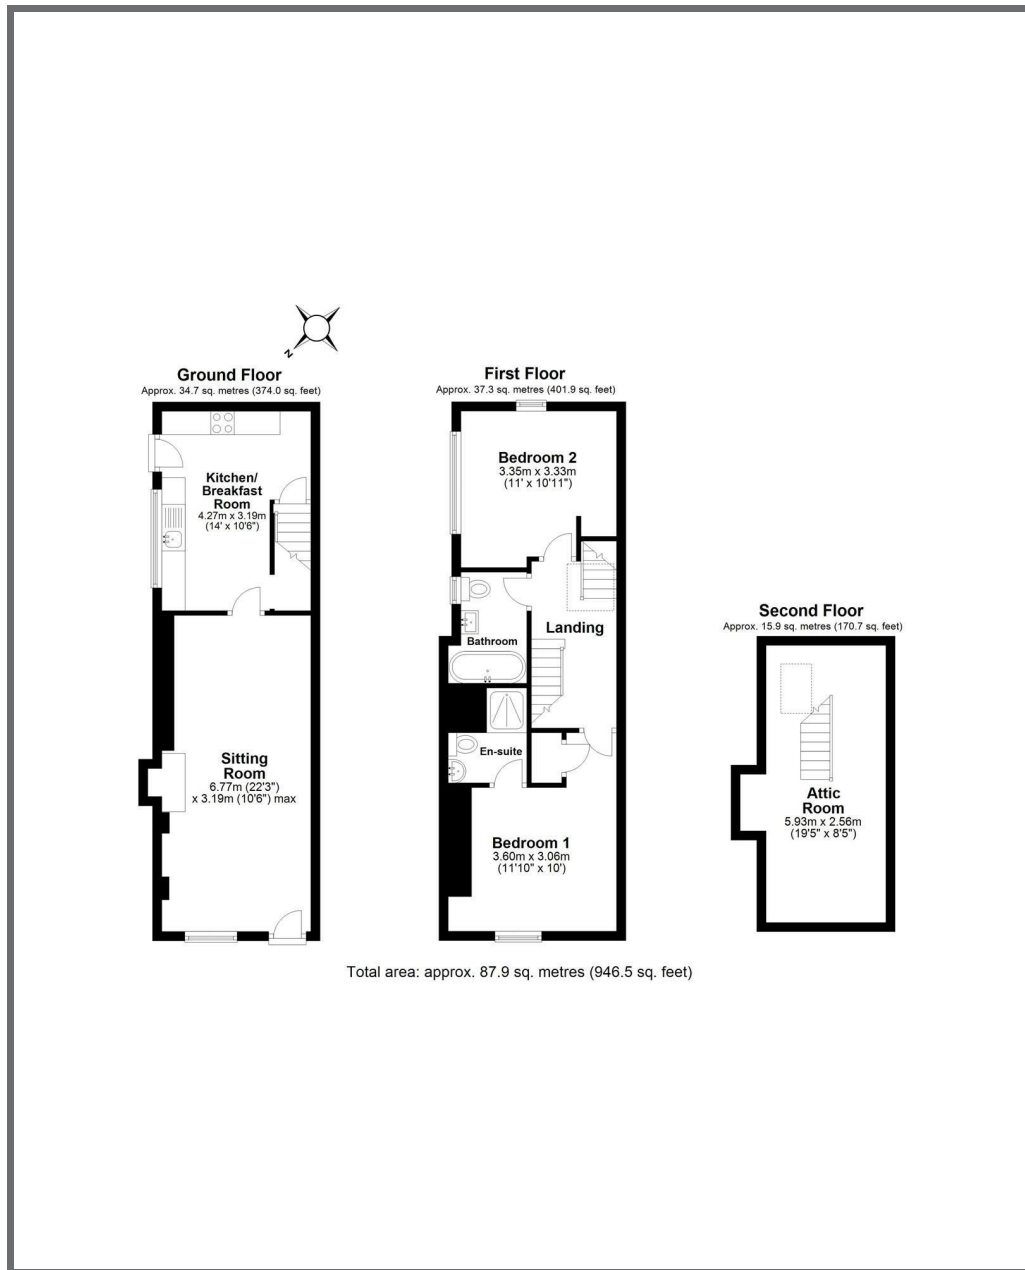 N
Ground Floor
Approx. 34.7 sq. metres (374.0 sq. feet)
Kitchen/
Breakfast
Room
4.27m x 3.19m
(14' x 10'6")
Sitting
Room
6.77m (22'3")
x 3.19m (10'6") max
First Floor
Approx. 37.3 sq. metres (401.9 sq. feet)
Bedroom 2
3.35m x 3.33m
(11' x 10'11")
Landing
Bathroom
En-suite
Bedroom 1
3.60m x 3.06m
(11'10" x 10')
Second Floor
Approx. 15.9 sq. metres (170.7 sq. feet)
Attic
Room
5.93m x 2.56m
(19'5" x 8'5")
Total area: approx. 87.9 sq. metres (946.5 sq. feet)